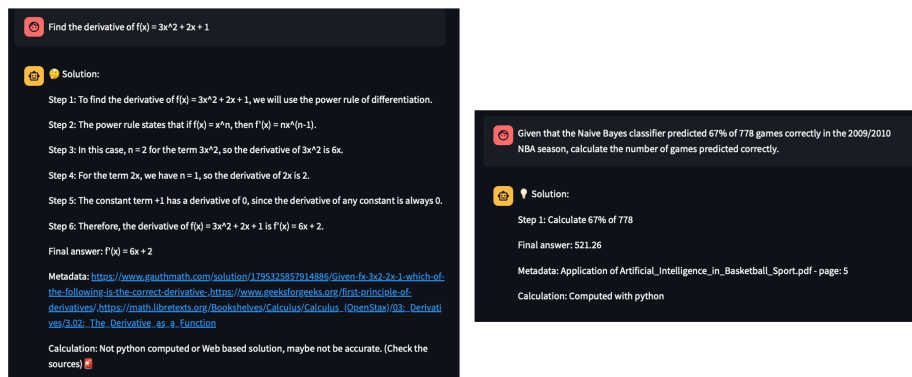 Find the derivative of f(x) = 3x^2 + 2x + 1
🤔 Solution:
Step 1: To find the derivative of f(x) = 3x^2 + 2x + 1, we will use the power rule of differentiation.
Step 2: The power rule states that if f(x) = x^n, then f'(x) = nx^(n-1).
Step 3: In this case, n = 2 for the term 3x^2, so the derivative of 3x^2 is 6x.
Step 4: For the term 2x, we have n = 1, so the derivative of 2x is 2.
Step 5: The constant term +1 has a derivative of 0, since the derivative of any constant is always 0.
Step 6: Therefore, the derivative of f(x) = 3x^2 + 2x + 1 is f'(x) = 6x + 2.
Final answer: f'(x) = 6x + 2
Metadata: https://www.gauthmath.com/solution/1795325857914886/Given-fx-3x2-2x-1-which-of-
the-following-is-the-correct-derivative-,https://www.geeksforgeeks.org/first-principle-of-
derivatives/,https://math.libretexts.org/Bookshelves/Calculus/Calculus_(OpenStax)/03:_Derivati
ves/3.02:_The_Derivative_as_a_Function
Calculation: Not python computed or Web based solution, maybe not be accurate. (Check the
sources)🚨
Given that the Naive Bayes classifier predicted 67% of 778 games correctly in the 2009/2010
NBA season, calculate the number of games predicted correctly.
💡 Solution:
Step 1: Calculate 67% of 778
Final answer: 521.26
Metadata: Application of Artificial_Intelligence_in_Basketball_Sport.pdf - page: 5
Calculation: Computed with python